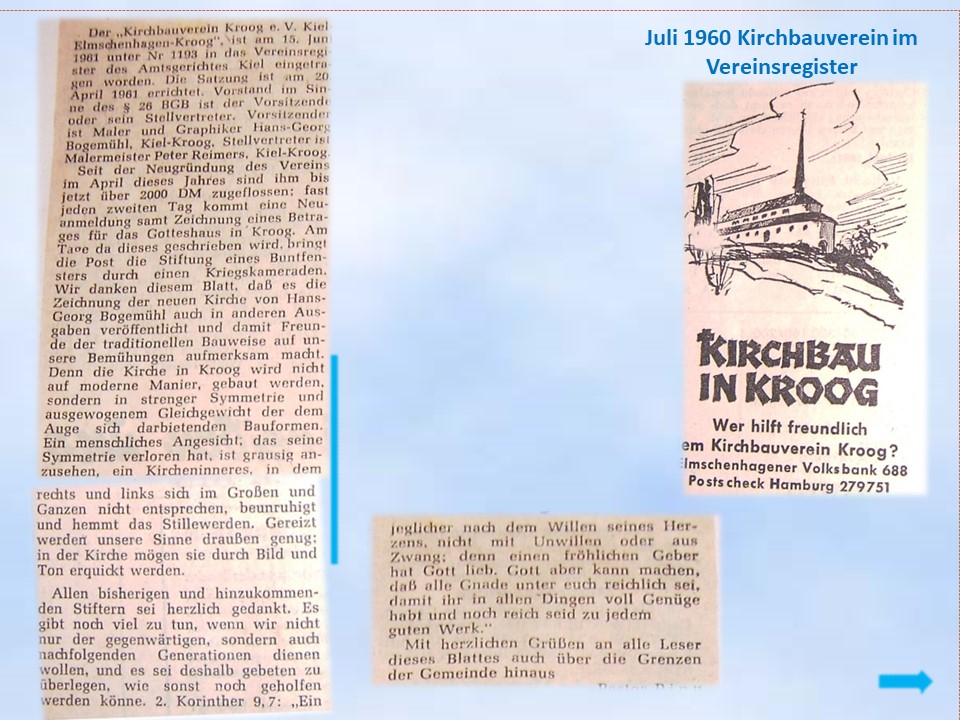 Der „Kirchbauverein Kroog e. V. Kiel
Elmschenhagen-Kroog", ist am 15. Jun
1961 unter Nr 1193 in das Vereinsregi-
ster des Amtsgerichtes Kiel eingetra-
gen worden. Die Satzung ist am 20
April 1961 errichtet. Vorstand im Sin-
ne des § 26 BGB ist der Vorsitzende
oder sein Stellvertreter. Vorsitzender
ist Maler und Graphiker Hans-Georg
Bogemühl, Kiel-Kroog, Stellvertreter ist
Malermeister Peter Reimers, Kiel-Kroog.
Seit der Neugründung des Vereins
im April dieses Jahres sind ihm bis
jetzt über 2000 DM zugeflossen; fast
jeden zweiten Tag kommt eine Neu-
anmeldung samt Zeichnung eines Betra-
ges für das Gotteshaus in Kroog. Am
Tage da dieses geschrieben wird, bringt
die Post die Stiftung eines Buntfen-
sters durch einen Kriegskameraden.
Wir danken diesem Blatt, daß es die
Zeichnung der neuen Kirche von Hans-
Georg Bogemühl auch in anderen Aus-
gaben veröffentlicht und damit Freun-
de der traditionellen Bauweise auf un-
sere Bemühungen aufmerksam macht.
Denn die Kirche in Kroog wird nicht
auf moderne Manier, gebaut werden,
sondern in strenger Symmetrie und
ausgewogenem Gleichgewicht der dem
Auge sich darbietenden Bauformen.
Ein menschliches Angesicht, das seine
Symmetrie verloren hat, ist grausig an-
zusehen, ein Kircheninneres, in dem
rechts und links sich im Großen und
Ganzen nicht entsprechen, beunruhigt
und hemmt das Stillewerden. Gereizt
werden unsere Sinne draußen genug;
in der Kirche mögen sie durch Bild und
Ton erquickt werden.
Allen bisherigen und hinzukommen-
den Stiftern sei herzlich gedankt. Es
gibt noch viel zu tun, wenn wir nicht
nur der gegenwärtigen, sondern auch
nachfolgenden Generationen dienen
wollen, und es sei deshalb gebeten zu
überlegen, wie sonst noch geholfen
werden könne. 2. Korinther 9, 7: „Ein
jeglicher nach dem Willen seines Her-
zens, nicht mit Unwillen oder aus
Zwang; denn einen fröhlichen Geber
hat Gott lieb. Gott aber kann machen,
daß alle Gnade unter euch reichlich sei,
damit ihr in allen Dingen voll Genüge
habt und noch reich seid zu jedem
guten Werk."
Mit herzlichen Grüßen an alle Leser
dieses Blattes auch über die Grenzen
der Gemeinde hinaus
Juli 1960 Kirchbauverein im
Vereinsregister
KIRCHBAU
IN KROOG
Wer hilft freundlich
em Kirchbauverein Kroog?
Elmschenhagener Volksbank 688
Postscheck Hamburg 279751